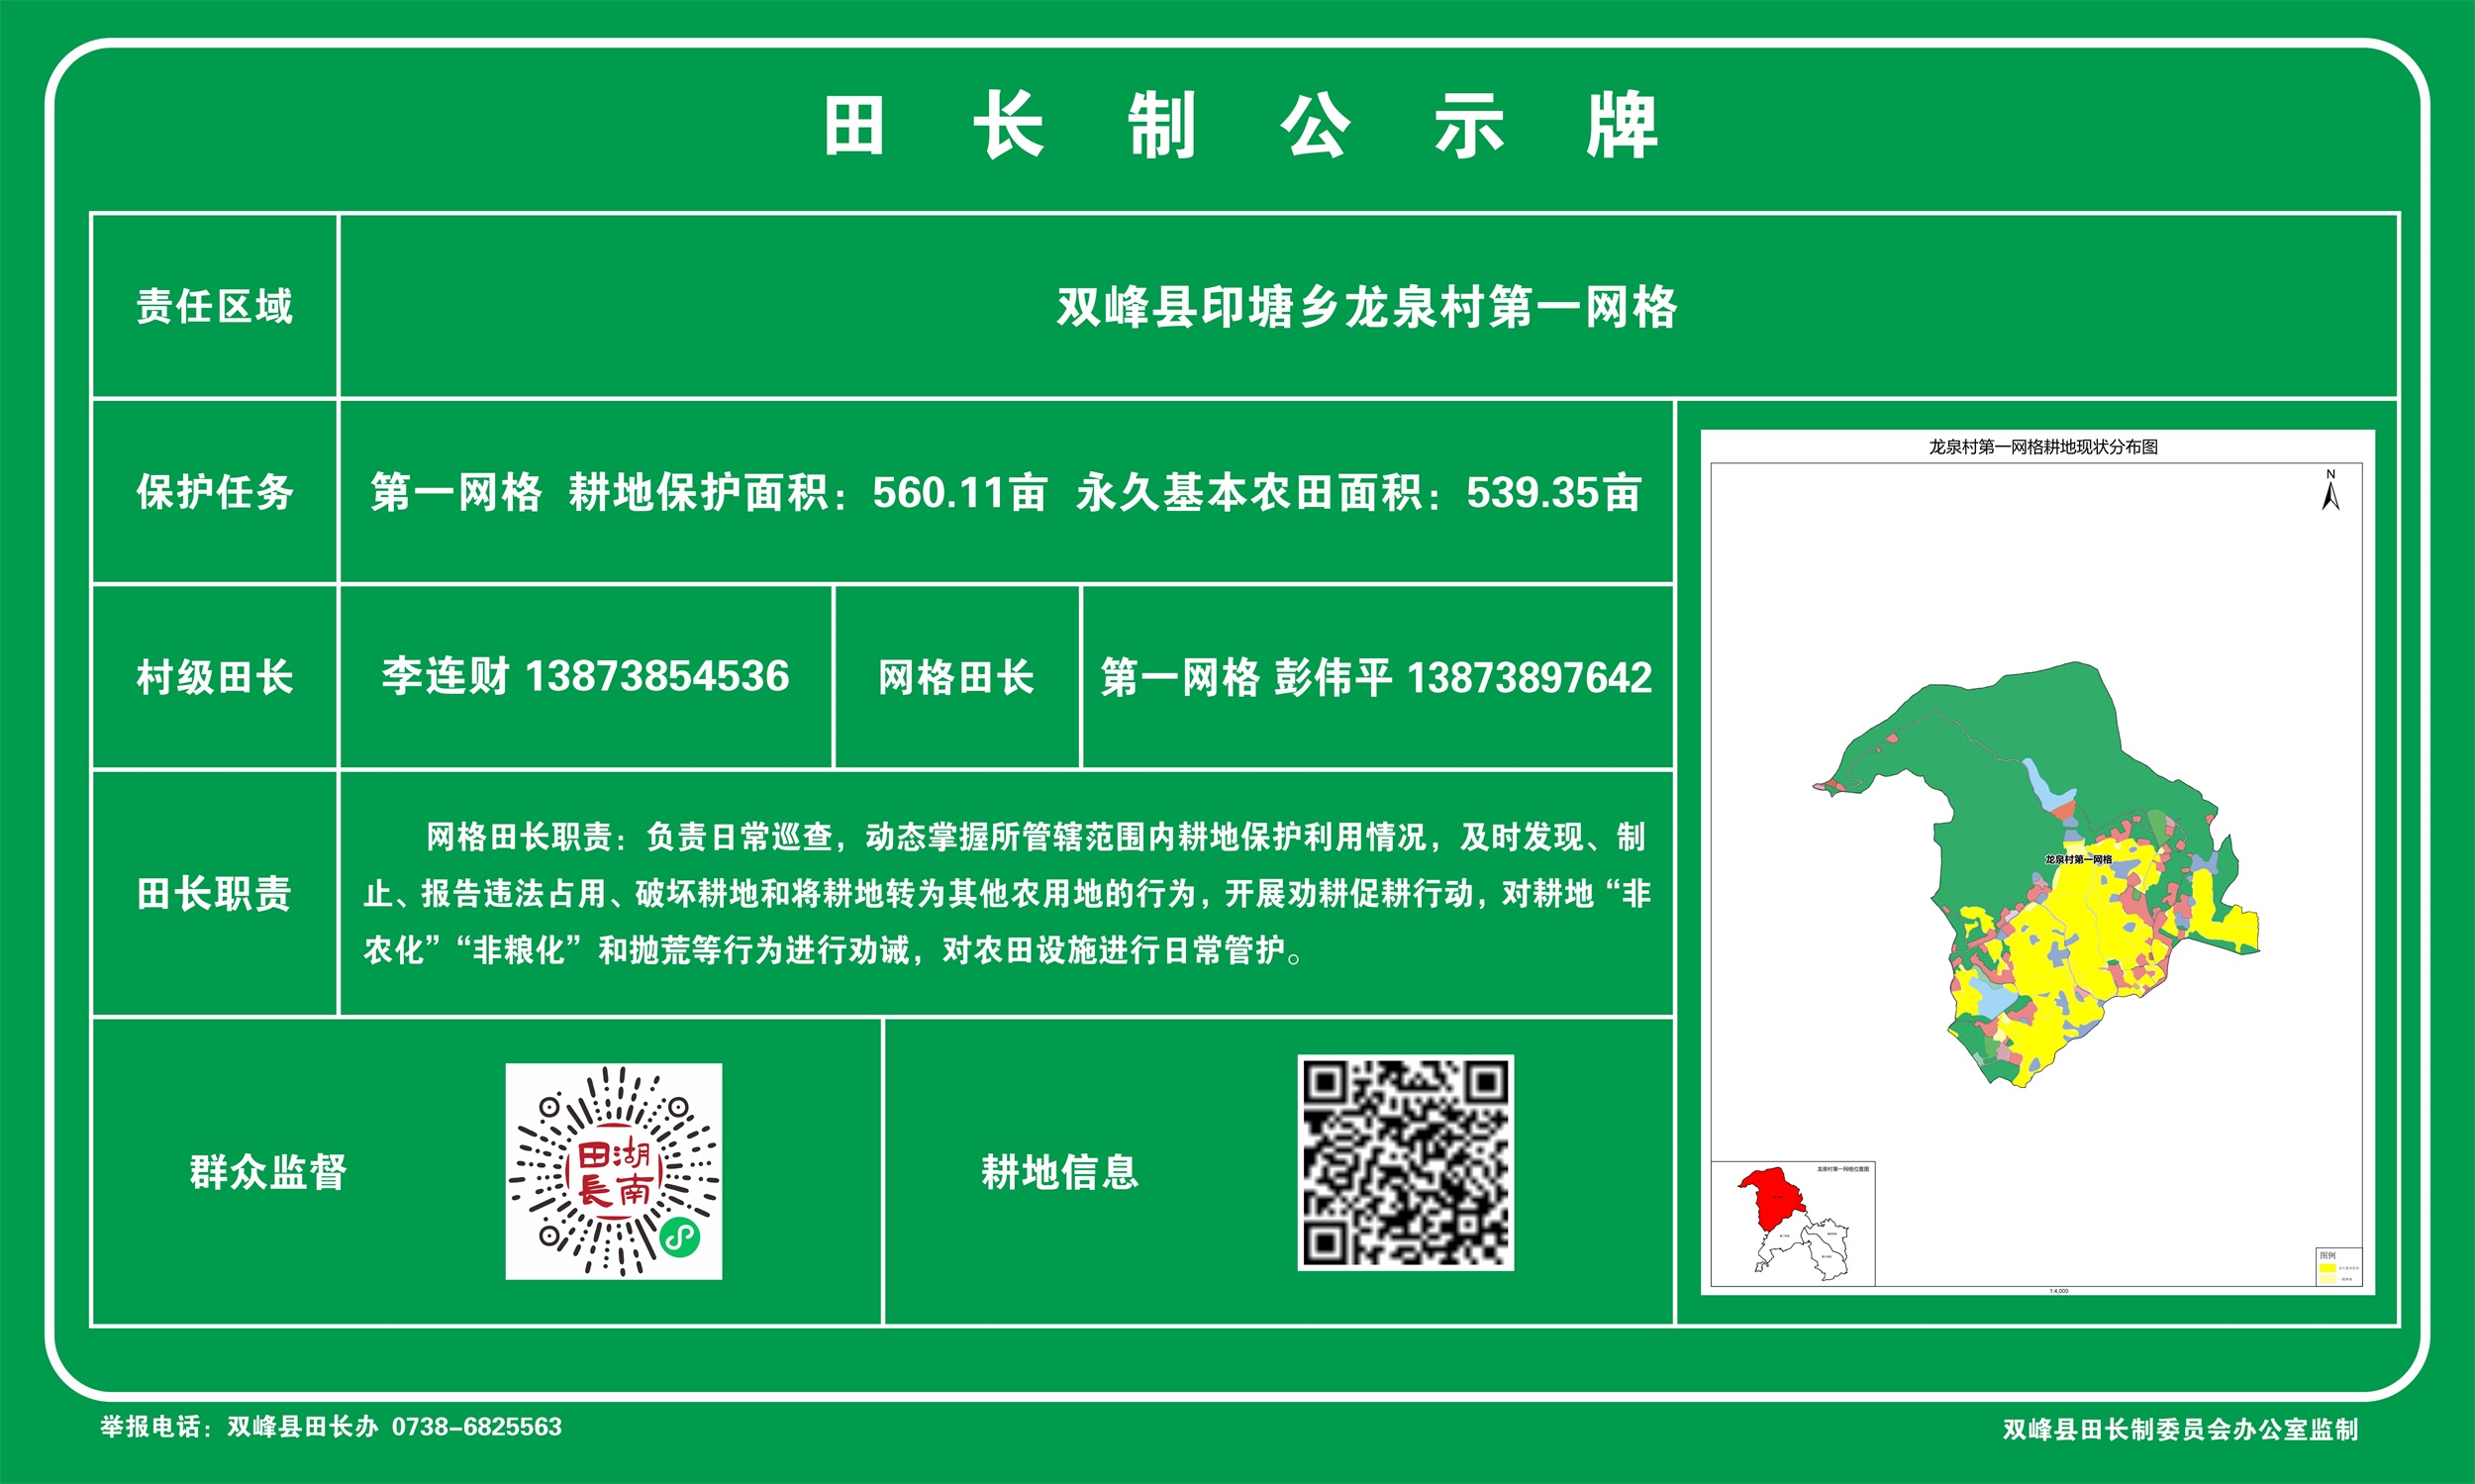 田长制公示牌
责任区域
双峰县印塘乡龙泉村第一网格
保护任务
第一网格 耕地保护面积：560.11亩 永久基本农田面积：539.35亩
村级田长
李连财 13873854536
网格田长
第一网格 彭伟平 13873897642
田长职责
网格田长职责：负责日常巡查，动态掌握所管辖范围内耕地保护利用情况，及时发现、制
止、报告违法占用、破坏耕地和将耕地转为其他农用地的行为，开展劝耕促耕行动，对耕地“非
农化”“非粮化”和抛荒等行为进行劝诫，对农田设施进行日常管护。
群众监督
湖南
田長
耕地信息
龙泉村第一网格耕地现状分布图
N
龙泉村第一网格
龙泉村第一网格位置图
图例
1:4,000
举报电话：双峰县田长办 0738-6825563
双峰县田长制委员会办公室监制